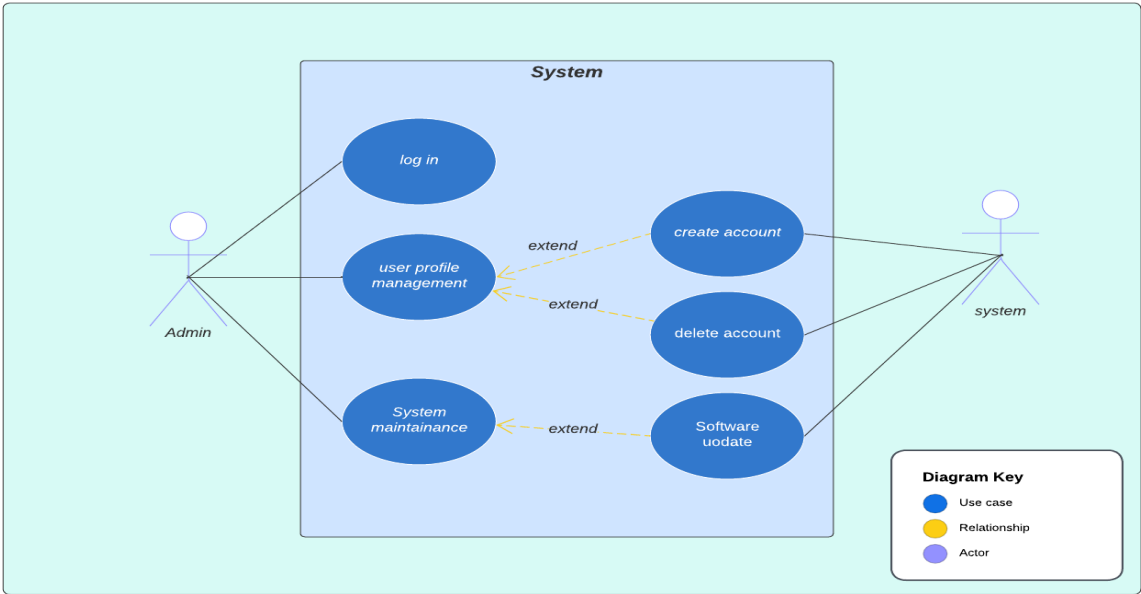 System
log in
create account
extend
user profile
management
extend
delete account
Admin
system
System
maintainance
extend
Software
uodate
Diagram Key
Use case
Relationship
Actor